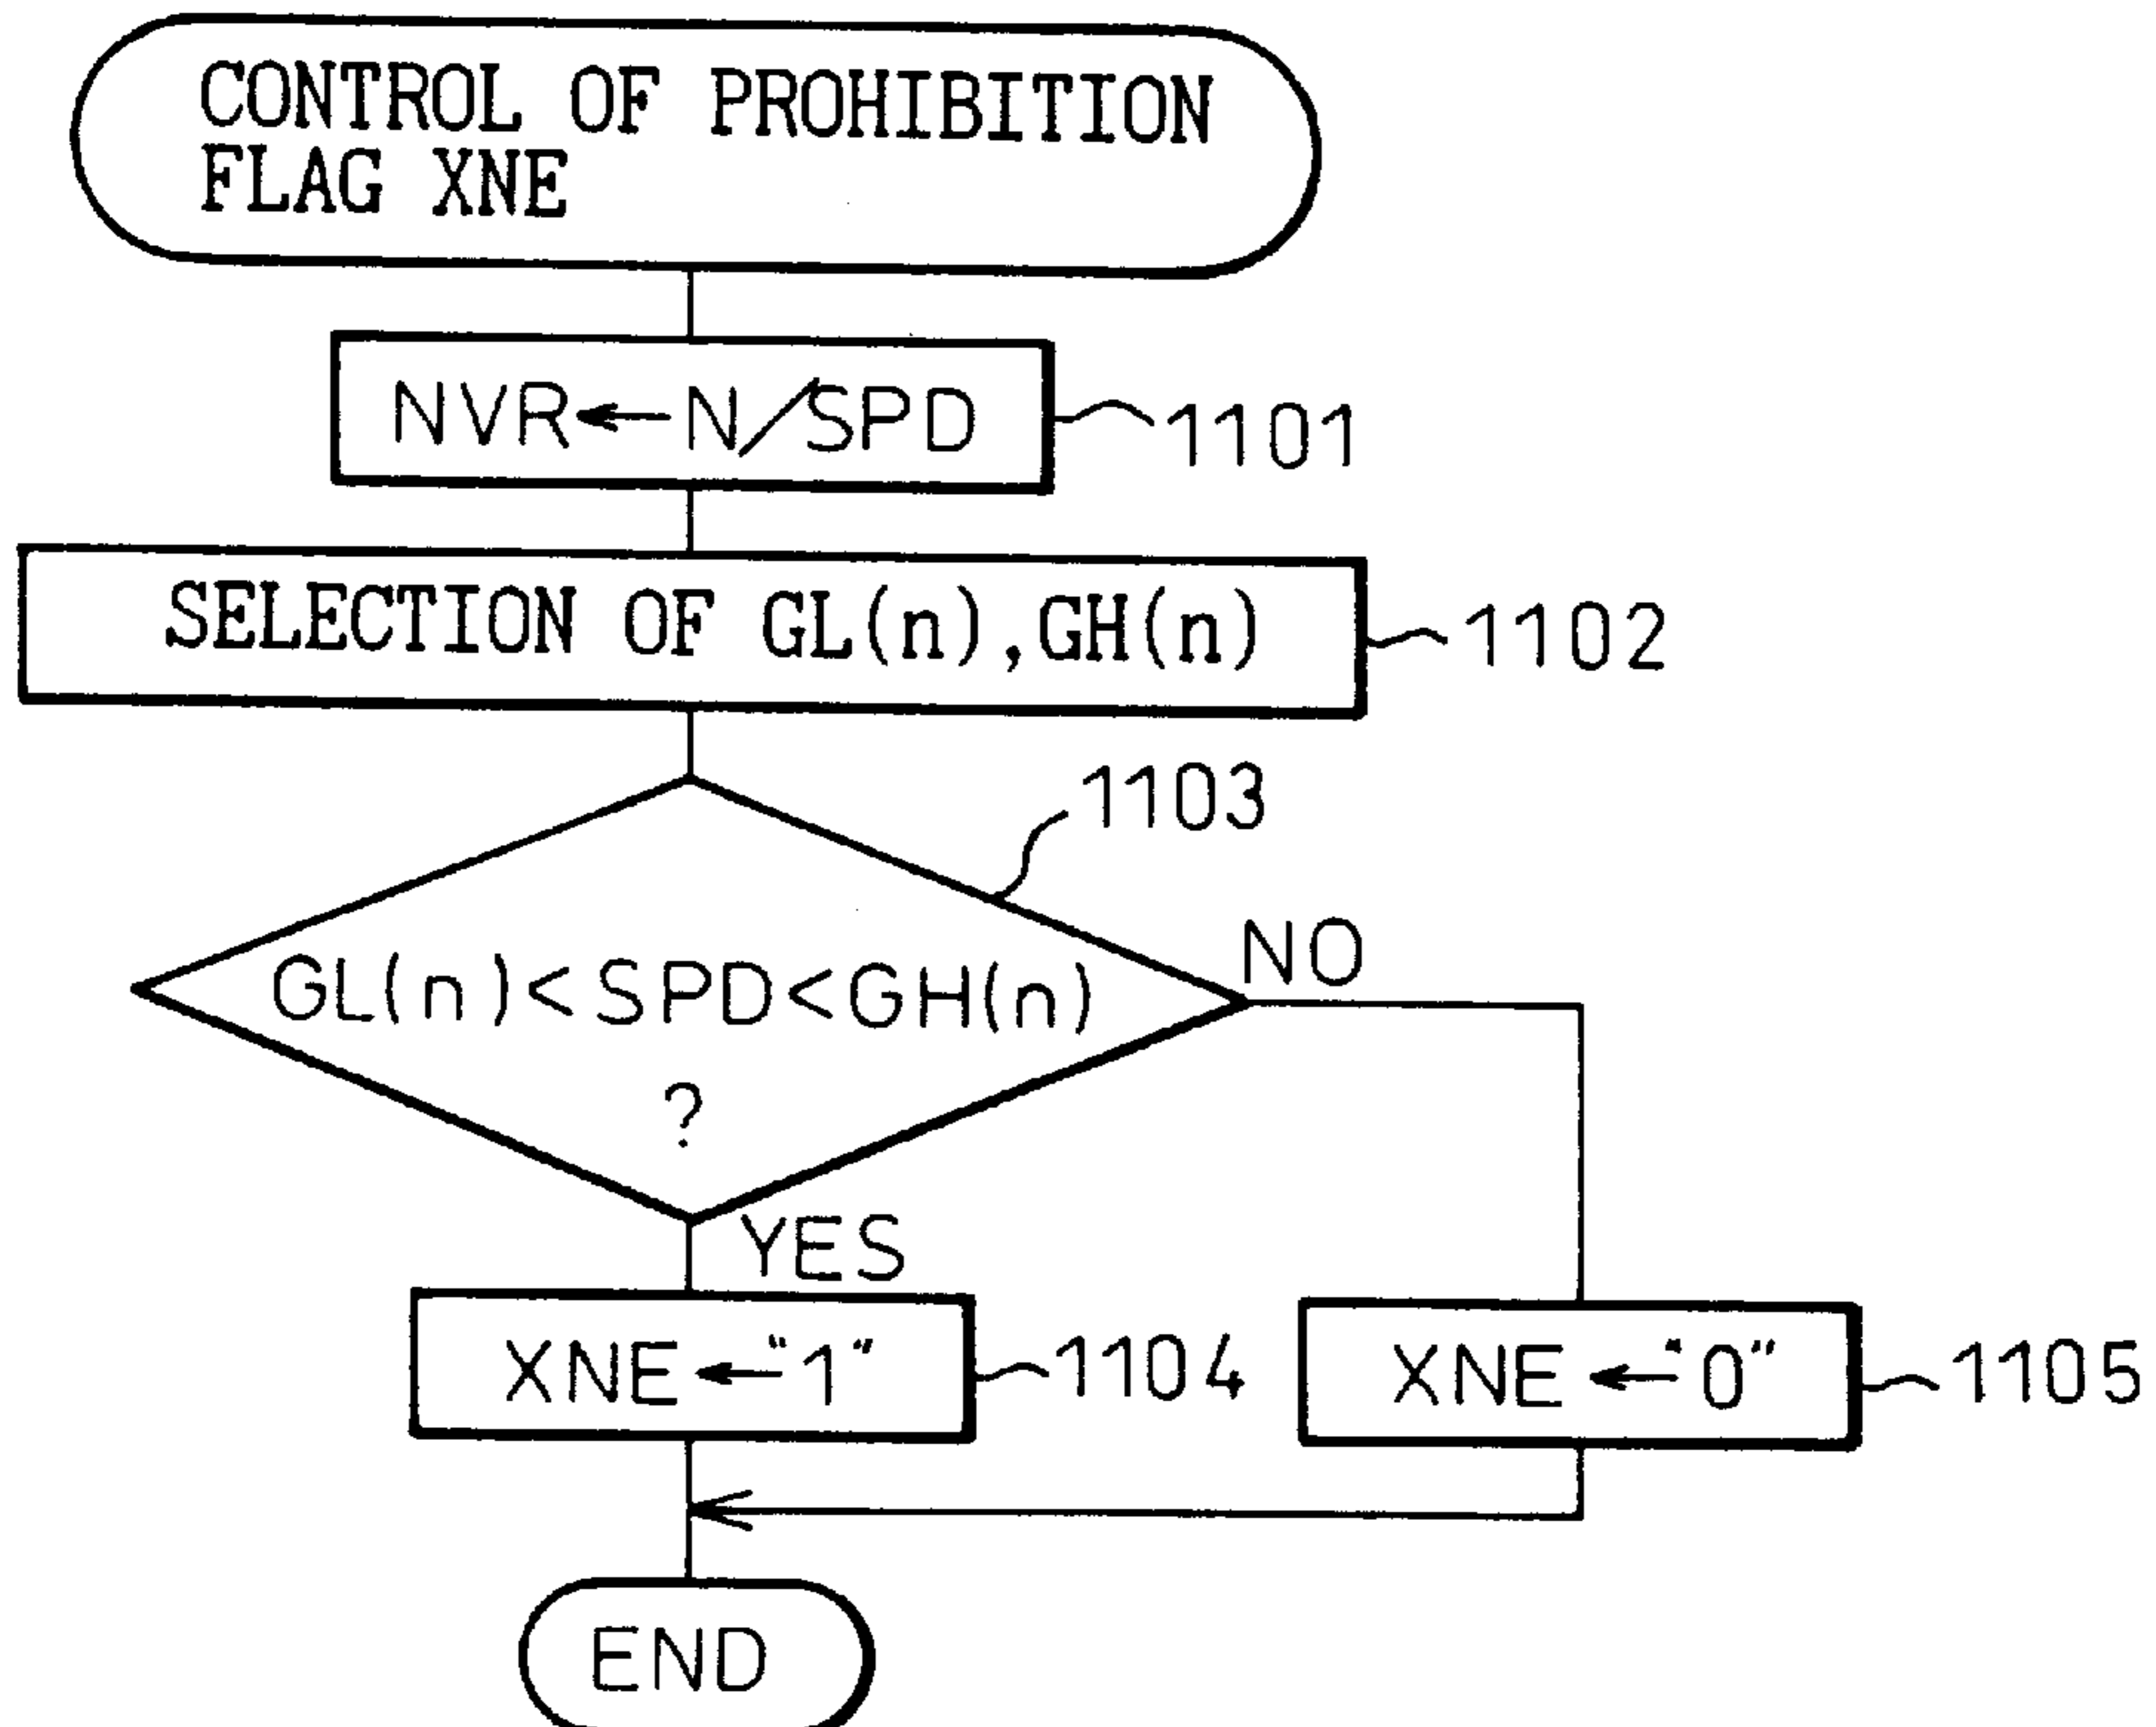 CONTROL OF PROHIBITION
FLAG XNE
NVR←N/SPD
1101
SELECTION OF GL(n),GH(n)
1102
1103
GL(n)<SPD<GH(n)
?
NO
YES
XNE←"1"
1104
XNE←"0"
1105
END